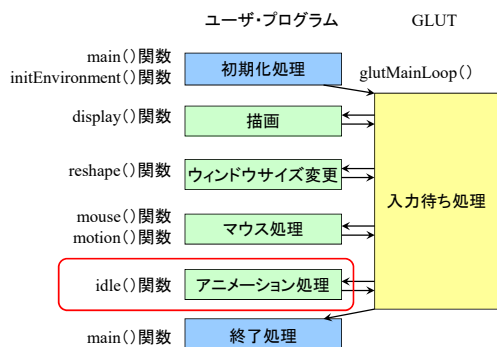 ユーザ・プログラム GLUT
main()関数
initEnvironment()関数
初期化処理
glutMainLoop()
display()関数
描画
reshape()関数
ウィンドウサイズ変更
入力待ち処理
mouse()関数
motion()関数
マウス処理
idle()関数
アニメーション処理
main()関数
終了処理